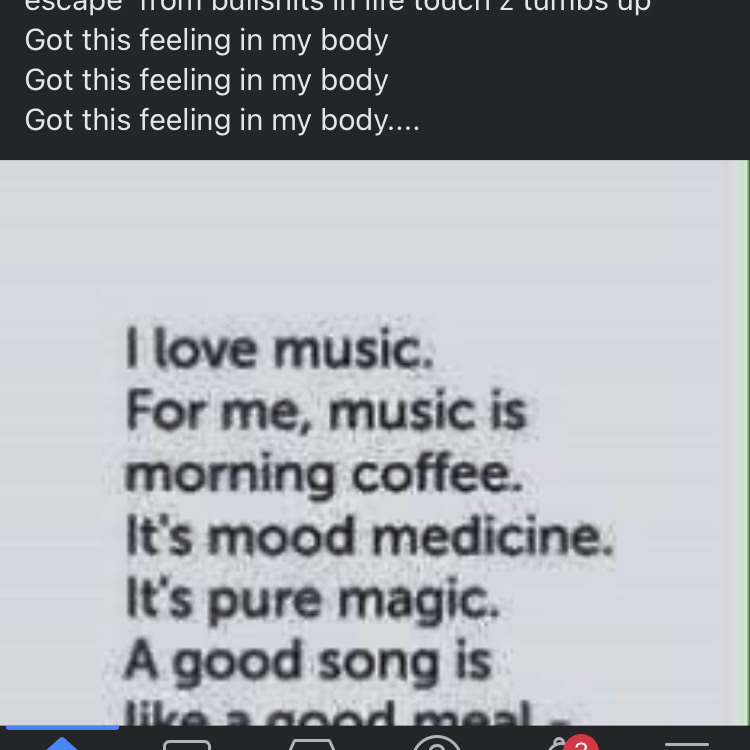 escape from bullshits in life touch 2 tumbs up
Got this feeling in my body
Got this feeling in my body
Got this feeling in my body....
I love music.
For me, music is
morning coffee.
It's mood medicine.
It's pure magic.
A good song is
like a good meal -
2